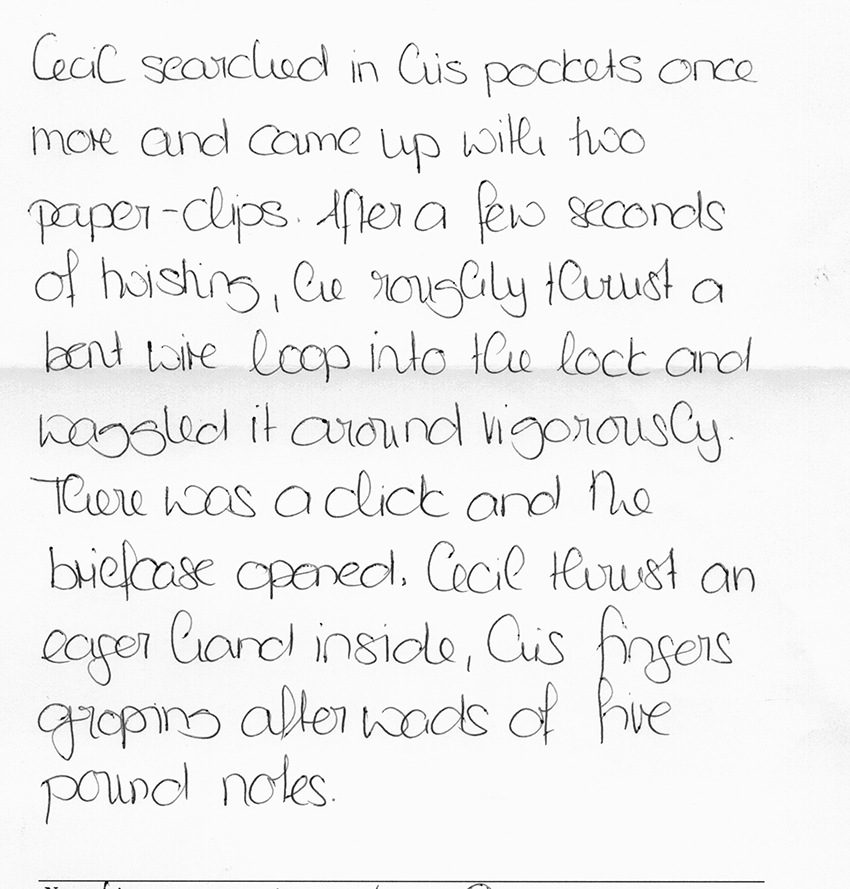 Cecil searched in his pockets once
more and came up with two
paper-clips. After a few seconds
of twisting, he roughly thrust a
bent wire loop into the lock and
waggled it around vigorously.
There was a click and the
briefcase opened. Cecil thrust an
eager hand inside, his fingers
groping after wads of five
pound notes.